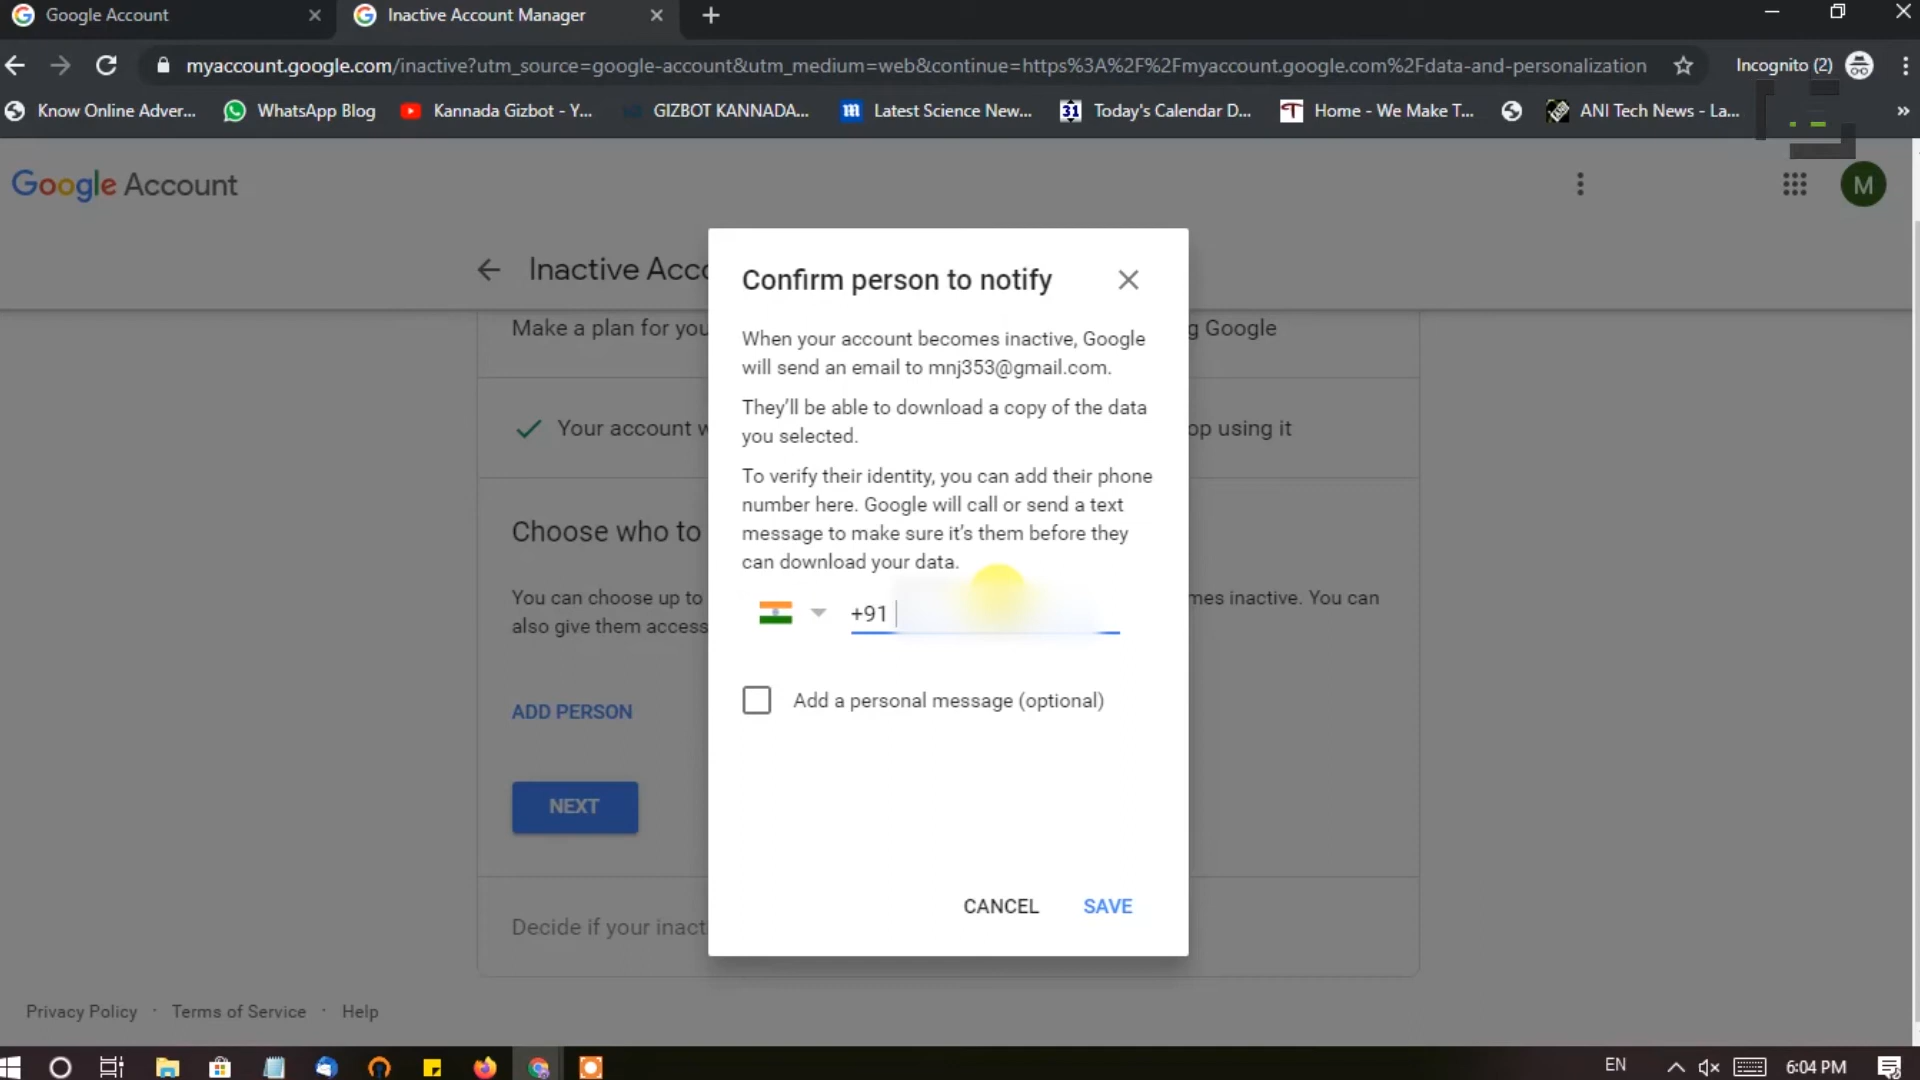 Google Account
Inactive Account Manager
myaccount.google.com/inactive?utm_source=google-account&utm_medium=web&continue=https%3A%2F%2Fmyaccount.google.com%2Fdata-and-personalization
Incognito (2)
Know Online Adver...
WhatsApp Blog
Kannada Gizbot - Y...
GIZBOT KANNADA...
Latest Science New...
31
Today's Calendar D...
Home - We Make T...
ANI Tech News - La...
»
Google Account
M
Inactive Acco
Confirm person to notify
Make a plan for you
g Google
When your account becomes inactive, Google
will send an email to mnj353@gmail.com.
They'll be able to download a copy of the data
you selected.
Your account w
op using it
To verify their identity, you can add their phone
number here. Google will call or send a text
message to make sure it's them before they
can download your data.
Choose who to
You can choose up to
mes inactive. You can
also give them access
+91
Add a personal message (optional)
ADD PERSON
NEXT
CANCEL
SAVE
Decide if your inact
Privacy Policy · Terms of Service · Help
EN
6:04 PM